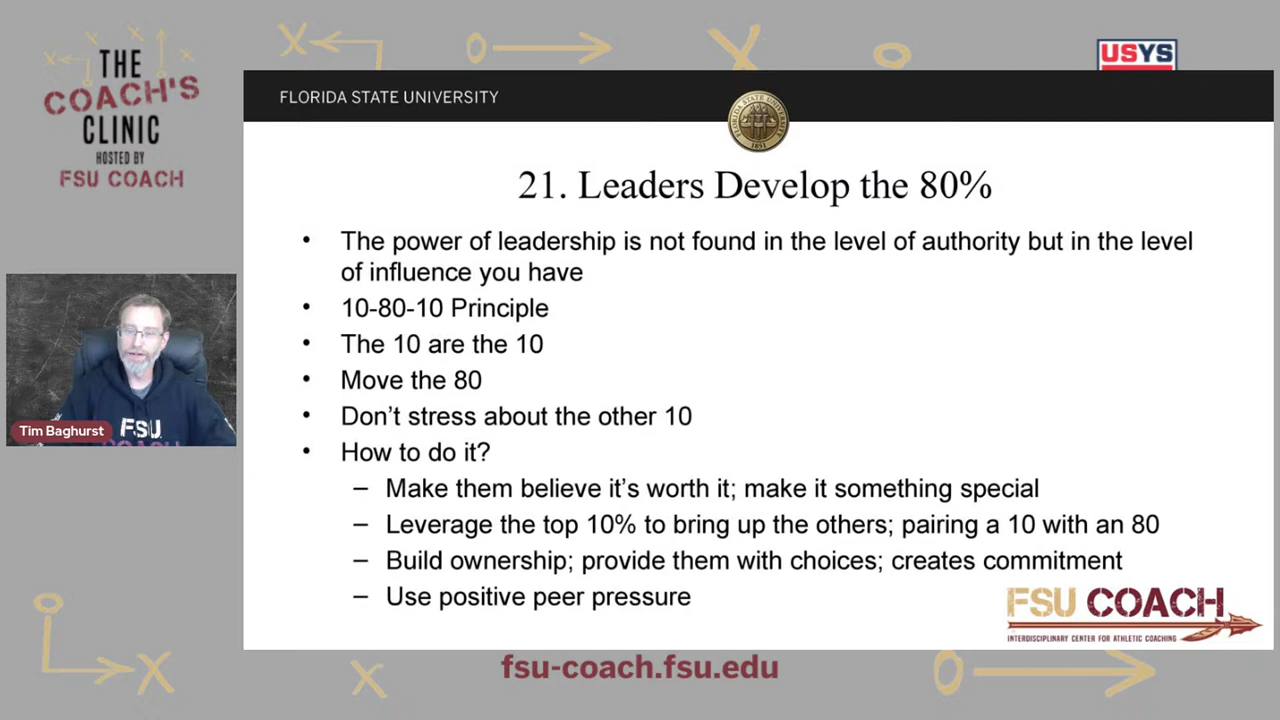 THE
COACH'S
CLINIC
HOSTED BY
FSU COACH
USYS
FLORIDA STATE UNIVERSITY
FLORIDA STATE UNIVERSITY
1851
21. Leaders Develop the 80%
• The power of leadership is not found in the level of authority but in the level
of influence you have
• 10-80-10 Principle
• The 10 are the 10
• Move the 80
• Don't stress about the other 10
• How to do it?
– Make them believe it's worth it; make it something special
– Leverage the top 10% to bring up the others; pairing a 10 with an 80
– Build ownership; provide them with choices; creates commitment
– Use positive peer pressure
FSU
COACH
Tim Baghurst
FSU COACH
INTERDISCIPLINARY CENTER FOR ATHLETIC COACHING
fsu-coach.fsu.edu